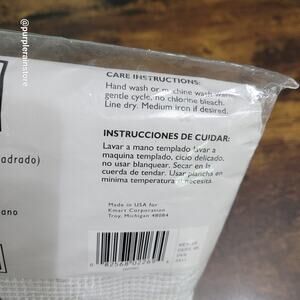 @purplerainstore
CARE INSTRUCTIONS:
Hand wash or machine wash warm,
gentle cycle, no chlorine bleach.
Line dry. Medium iron if desired.
INSTRUCCIONES DE CUIDAR:
Lavar a mano templado lavar a
maquina templado, ciclo delicado,
no usar blanquear. Secar en la
cuerda de tendar. Usar plancha en
mínima temperatura si necesita.
adrado)
ano
Made in USA for
Kmart Corporation
Troy, Michigan 48084